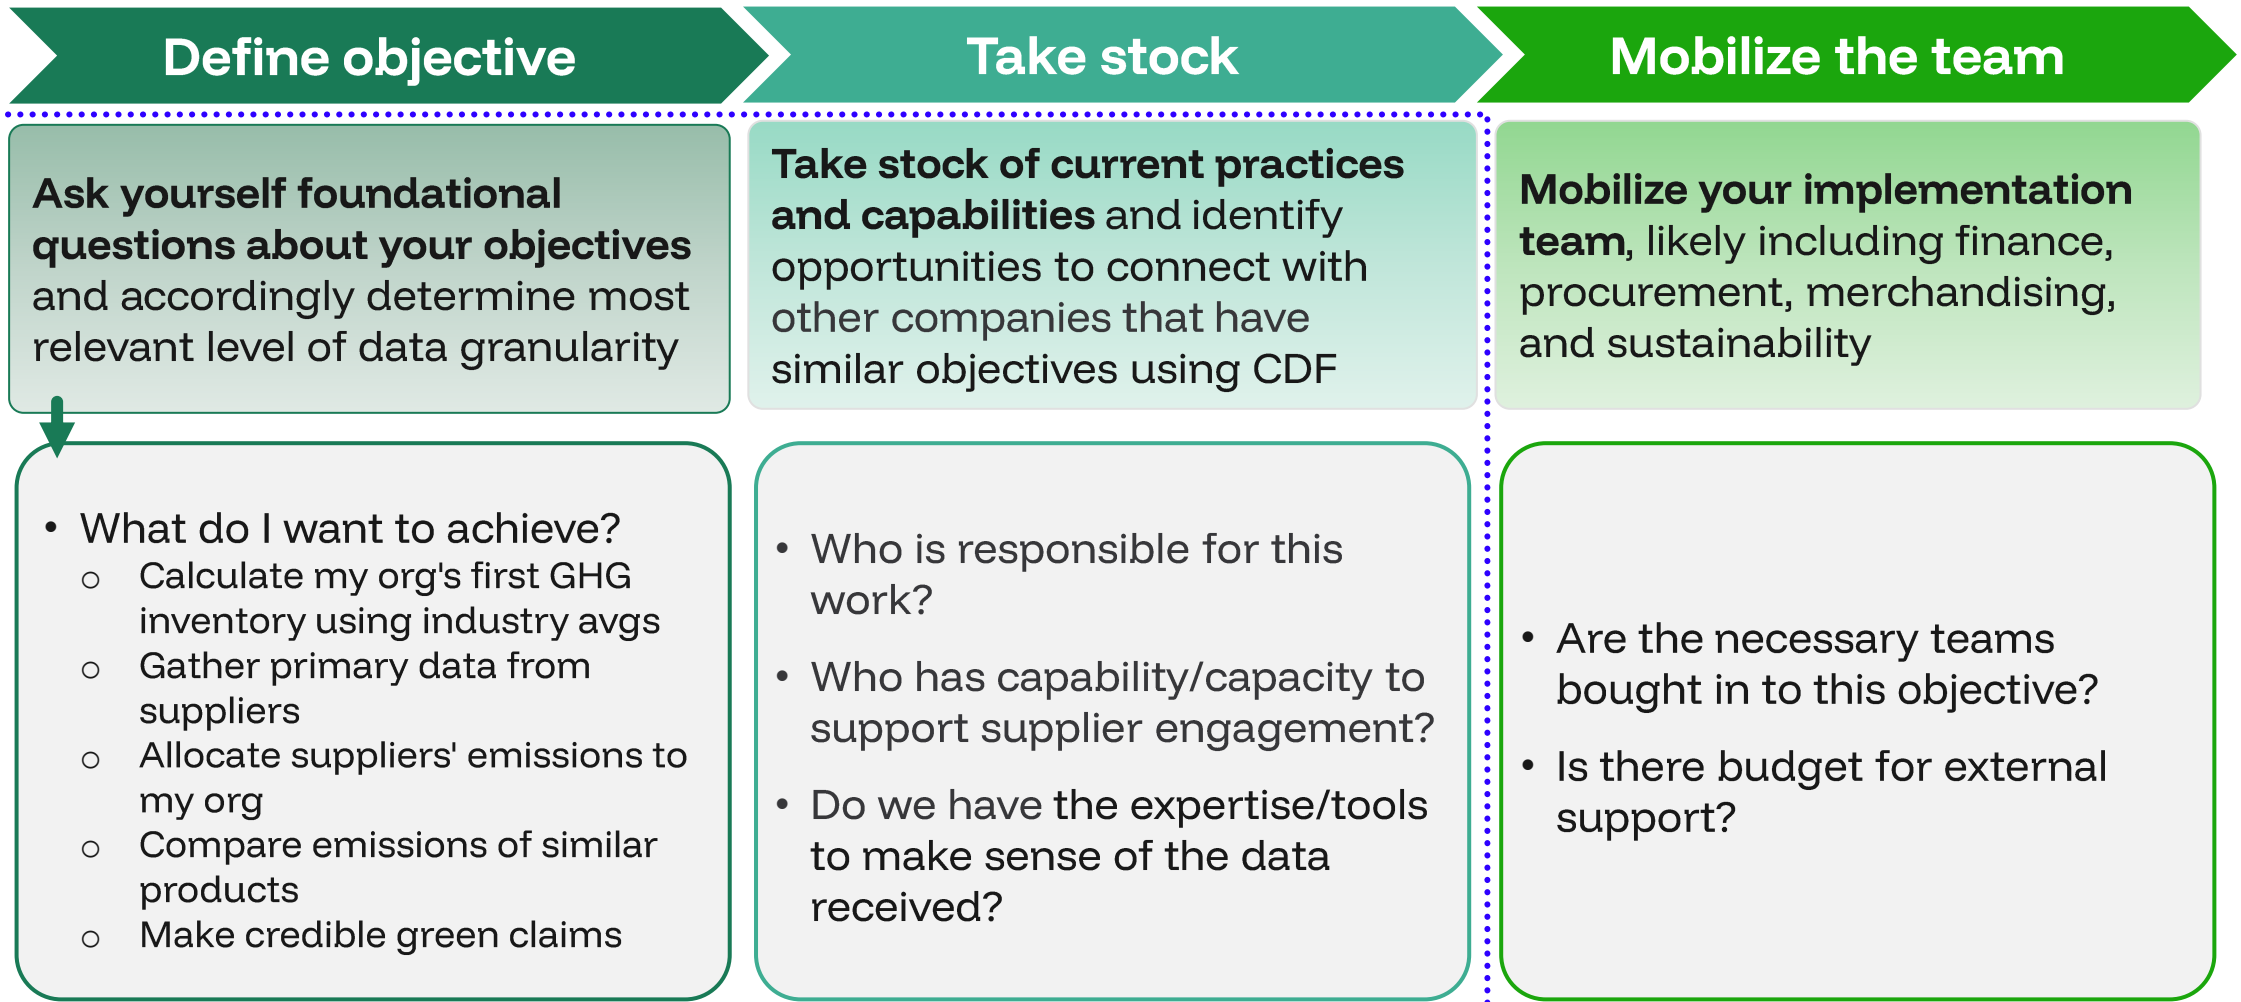 Define objective
Take stock
Mobilize the team
Ask yourself foundational
questions about your objectives
and accordingly determine most
relevant level of data granularity
Take stock of current practices
and capabilities and identify
opportunities to connect with
other companies that have
similar objectives using CDF
Mobilize your implementation
team, likely including finance,
procurement, merchandising,
and sustainability
• What do I want to achieve?
o Calculate my org's first GHG
inventory using industry avgs
o Gather primary data from
suppliers
o Allocate suppliers' emissions to
my org
o Compare emissions of similar
products
o Make credible green claims
• Who is responsible for this
work?
• Who has capability/capacity to
support supplier engagement?
• Do we have the expertise/tools
to make sense of the data
received?
• Are the necessary teams
bought in to this objective?
• Is there budget for external
support?